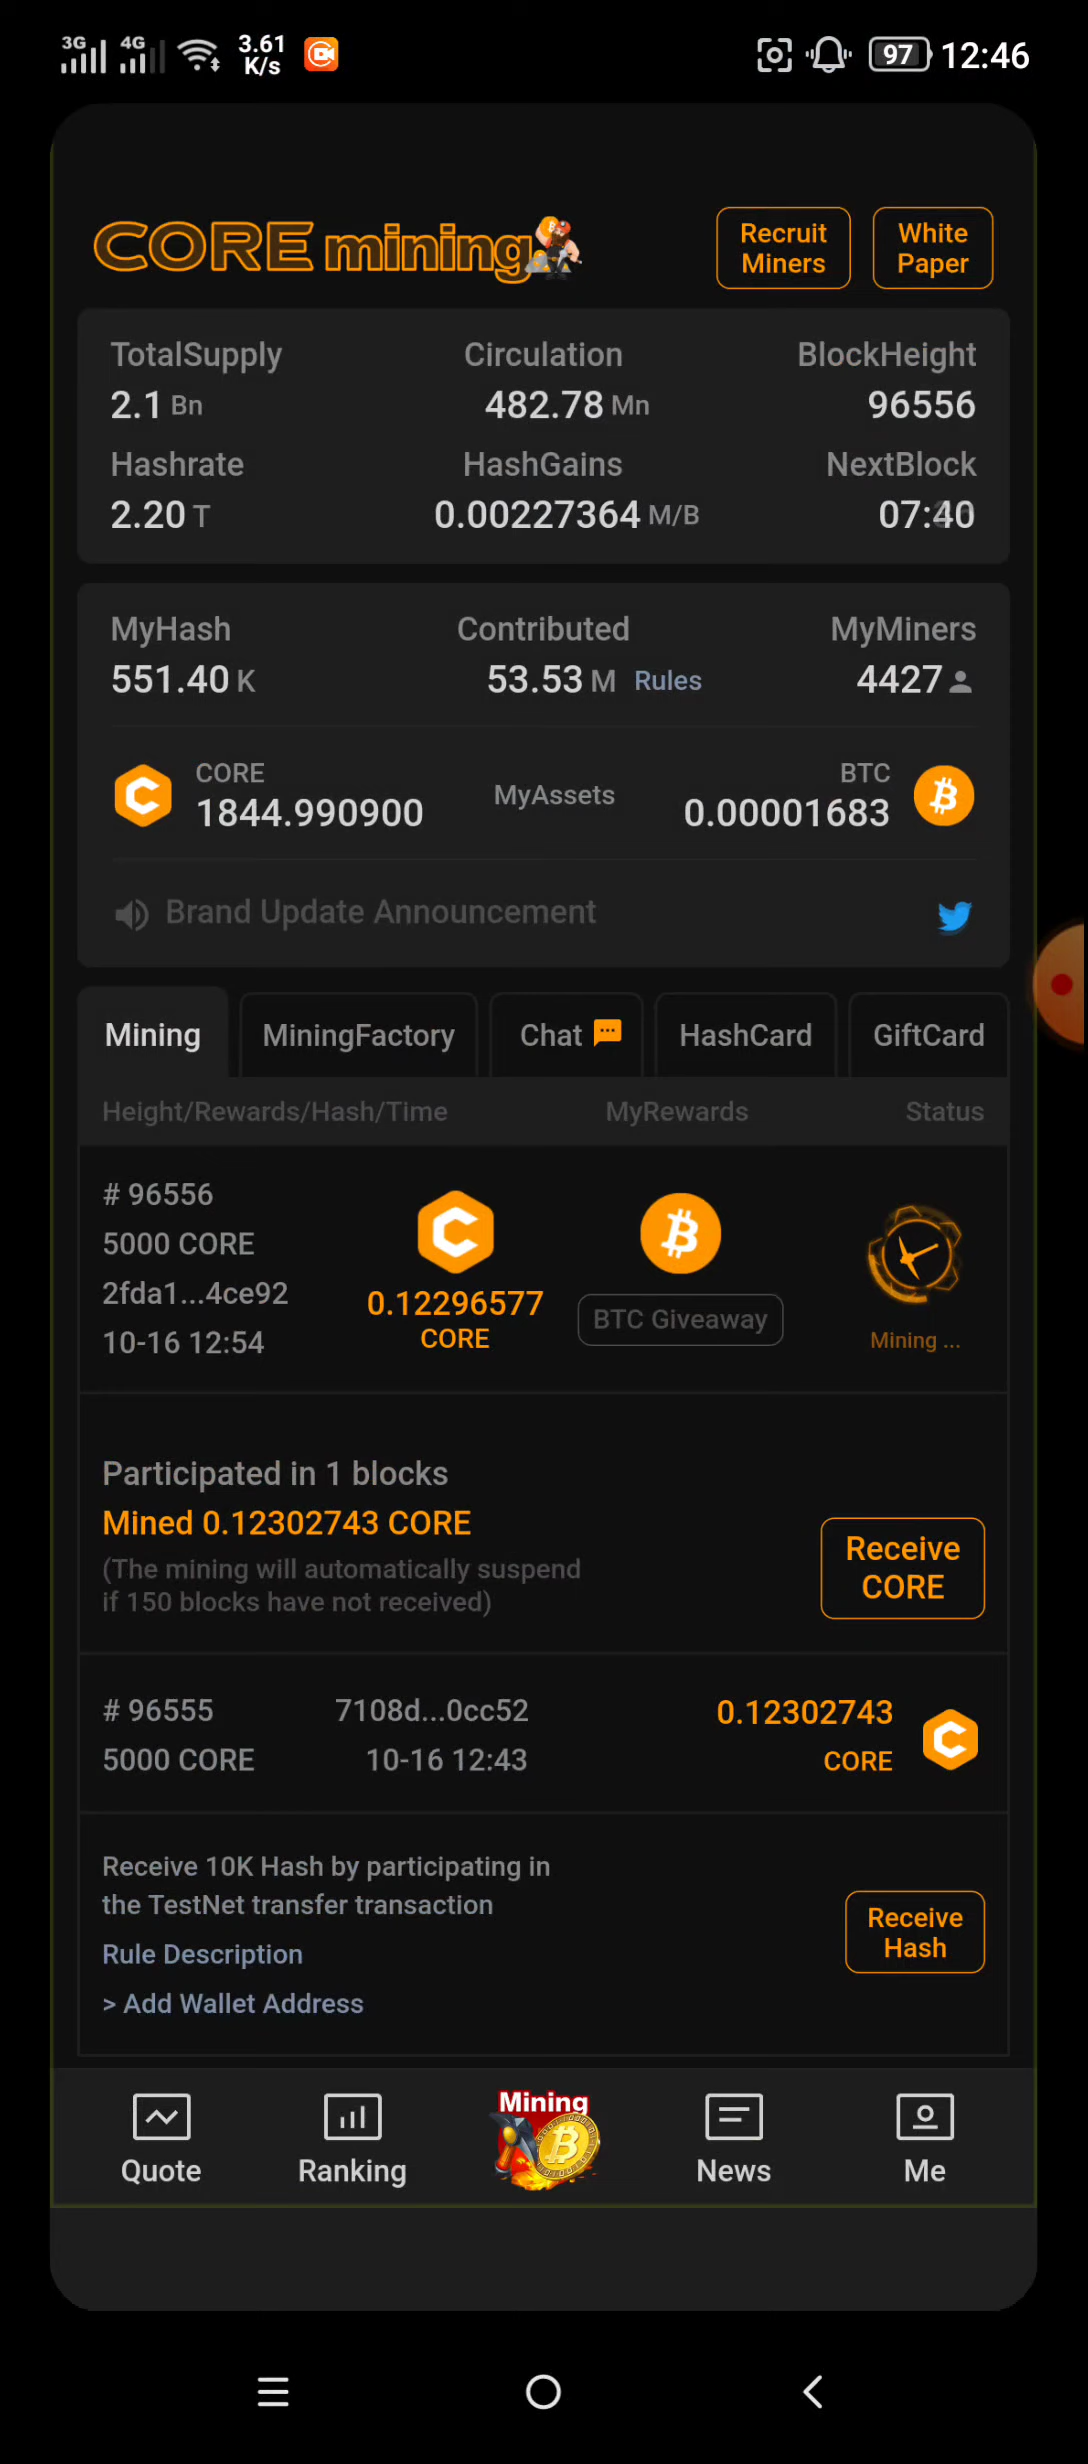 3G 4G 3.61 K/s 97 12:46
CORE mining
Recruit Miners
White Paper
TotalSupply Circulation BlockHeight
2.1 Bn 482.78 Mn 96556
Hashrate HashGains NextBlock
2.20 T 0.00227364 M/B 07:40
MyHash Contributed MyMiners
551.40 K 53.53 M Rules 4427
CORE BTC
1844.990900 MyAssets 0.00001683
Brand Update Announcement
Mining MiningFactory Chat HashCard GiftCard
Height/Rewards/Hash/Time MyRewards Status
# 96556
5000 CORE
2fda1...4ce92
10-16 12:54
0.12296577
CORE
BTC Giveaway
Mining ...
Participated in 1 blocks
Mined 0.12302743 CORE
(The mining will automatically suspend
if 150 blocks have not received)
Receive
CORE
# 96555 7108d...0cc52 0.12302743
5000 CORE 10-16 12:43 CORE
Receive 10K Hash by participating in
the TestNet transfer transaction
Rule Description
> Add Wallet Address
Receive
Hash
Mining
Quote Ranking News Me